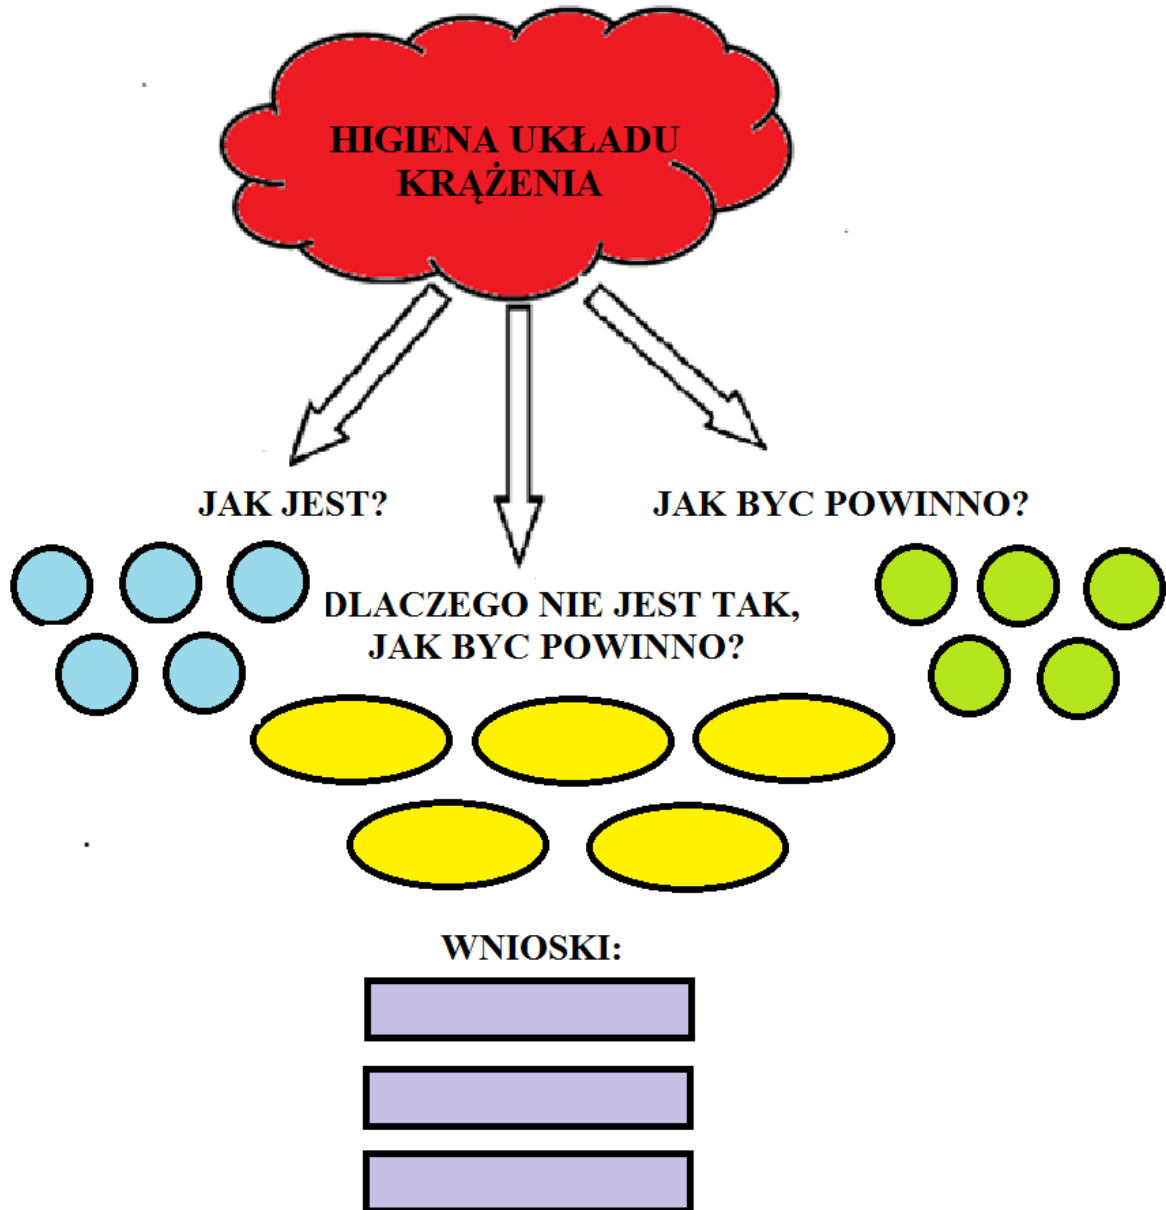 HIGIENA UKŁADU
KRĄŻENIA
JAK JEST?
JAK BYC POWINNO?
DLACZEGO NIE JEST TAK,
JAK BYC POWINNO?
WNIOSKI: